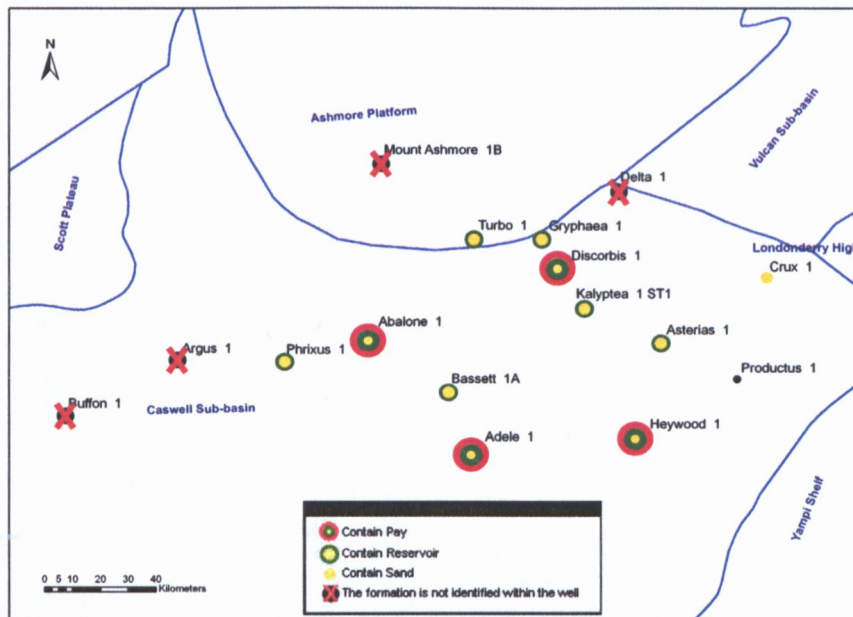 N
Ashmore Platform
Vulcan Sub-basin
Mount Ashmore 1B
Delta 1
Scott Plateau
Turbo 1
Gryphaea 1
Londonderry High
Discorbis 1
Crux 1
Kalyptea 1 ST1
Abalone 1
Asterias 1
Argus 1
Phrixus 1
Productus 1
Bassett 1A
Buffon 1
Caswell Sub-basin
Heywood 1
Adele 1
Yampi Shelf
Contain Pay
Contain Reservoir
Contain Sand
The formation is not identified within the well
0 5 10 20 30 40
Kilometers